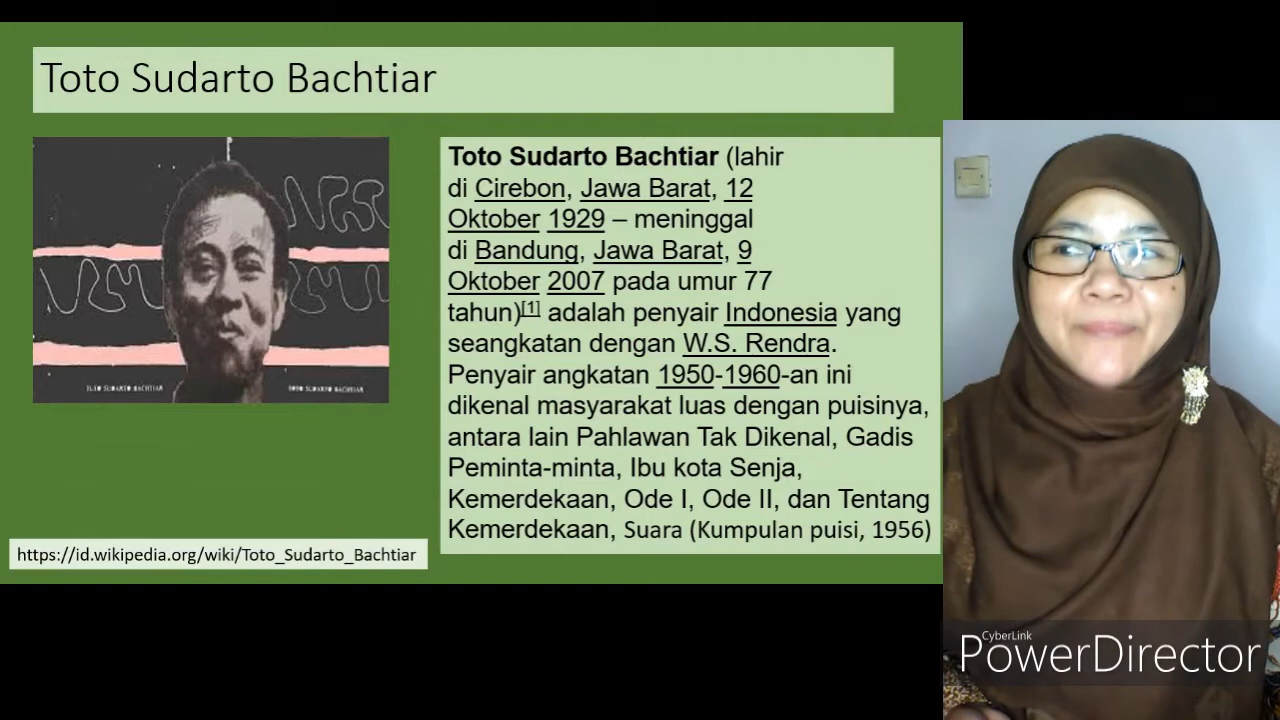 Toto Sudarto Bachtiar
Toto Sudarto Bachtiar (lahir
di Cirebon, Jawa Barat, 12
Oktober 1929 – meninggal
di Bandung, Jawa Barat, 9
Oktober 2007 pada umur 77
tahun)[1] adalah penyair Indonesia yang
seangkatan dengan W.S. Rendra.
Penyair angkatan 1950-1960-an ini
dikenal masyarakat luas dengan puisinya,
antara lain Pahlawan Tak Dikenal, Gadis
Peminta-minta, Ibu kota Senja,
Kemerdekaan, Ode I, Ode II, dan Tentang
Kemerdekaan, Suara (Kumpulan puisi, 1956)
TOTO SUDARTO BACHTIAR
https://id.wikipedia.org/wiki/Toto_Sudarto_Bachtiar
CyberLink
PowerDirector